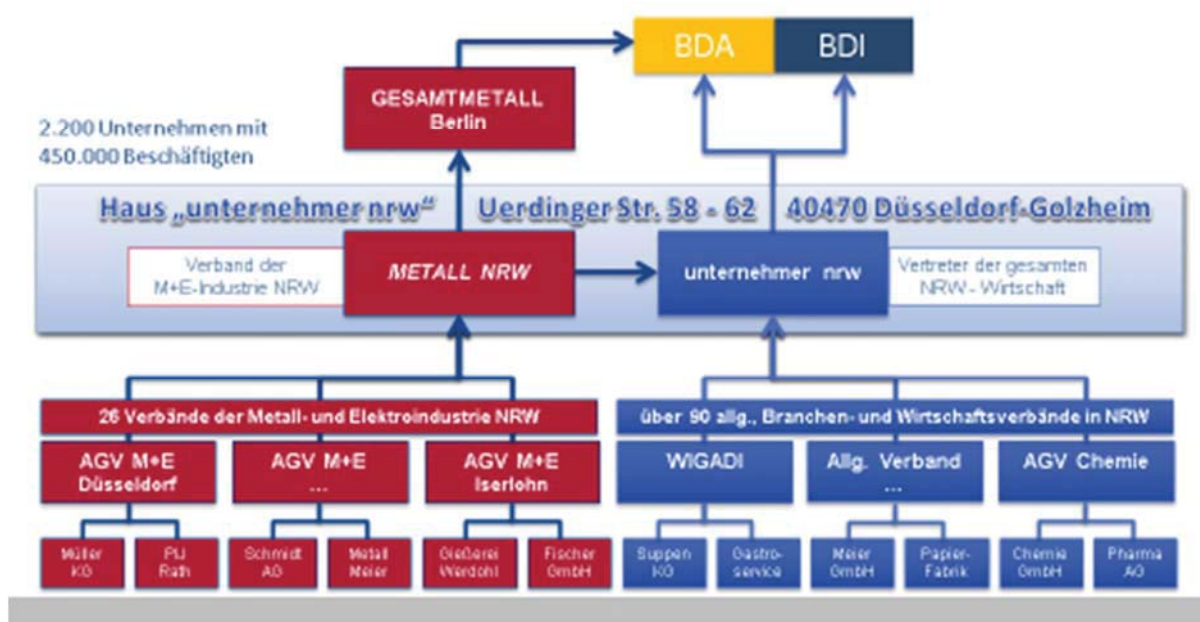 BDA BDI
GESAMTMETALL
Berlin
2.200 Unternehmen mit
450.000 Beschäftigten
Haus „unternehmer nrw“ Uerdinger Str. 58 - 62 40470 Düsseldorf-Golzheim
Verband der
M+E-Industrie NRW
METALL NRW
unternehmer nrw
Vertreter der gesamten
NRW - Wirtschaft
26 Verbände der Metall- und Elektroindustrie NRW
AGV M+E
Düsseldorf
AGV M+E
...
AGV M+E
Iserlohn
Müller
KG
Rath
Schmidt
AG
Metall
Meier
Gießerei
Werdohl
Fischer
GmbH
über 90 allg., Branchen- und Wirtschaftsverbände in NRW
WIGADI
Allg. Verband
...
AGV Chemie
Suppen
KG
Gastro-
service
Meier
GmbH
Papier-
Fabrik
Chemie
GmbH
Pharma
AG